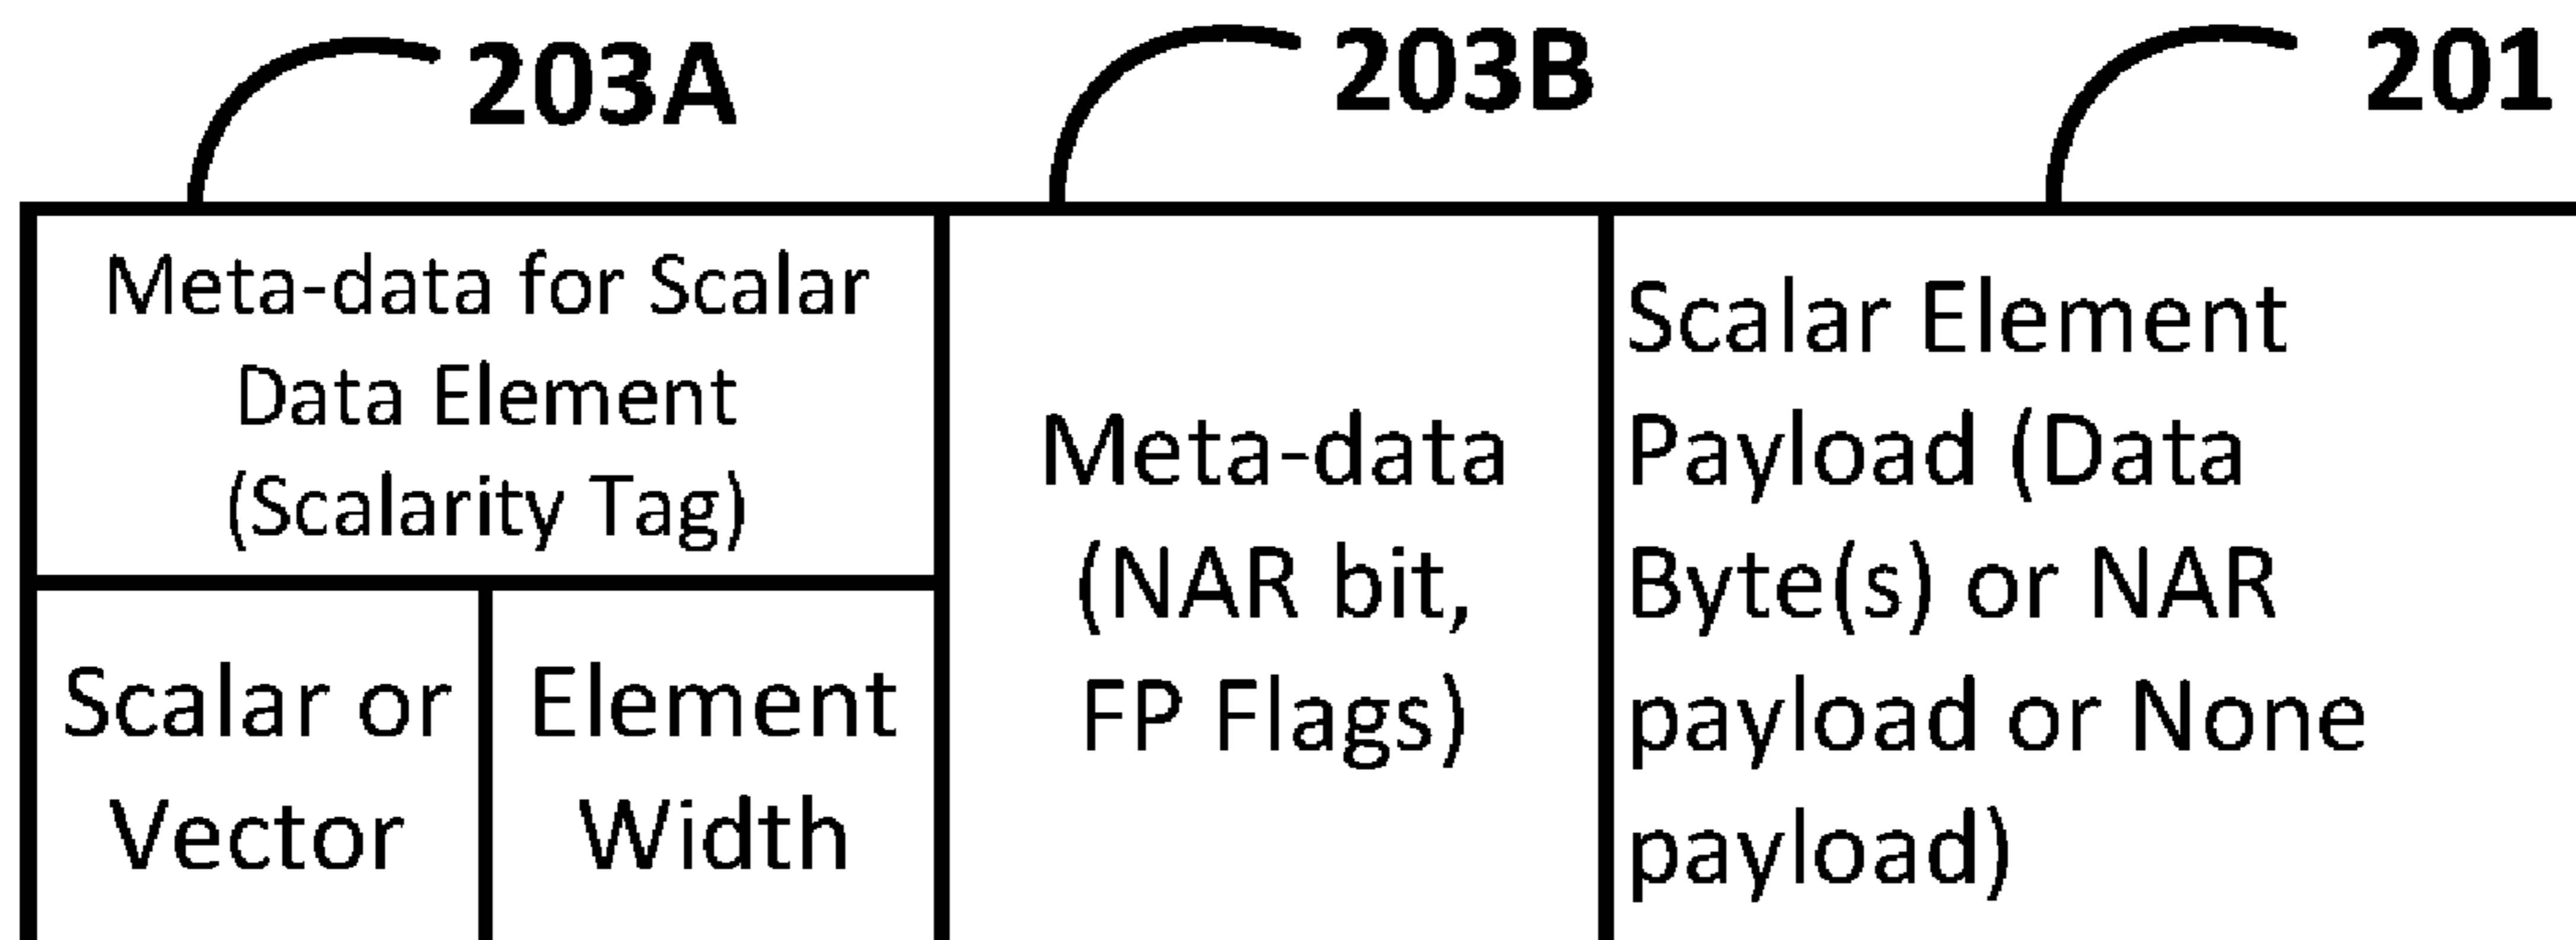 203A
203B
201
Meta-data for Scalar
Data Element
(Scalarity Tag)
Scalar or
Vector
Element
Width
Meta-data
(NAR bit,
FP Flags)
Scalar Element
Payload (Data
Byte(s) or NAR
payload or None
payload)